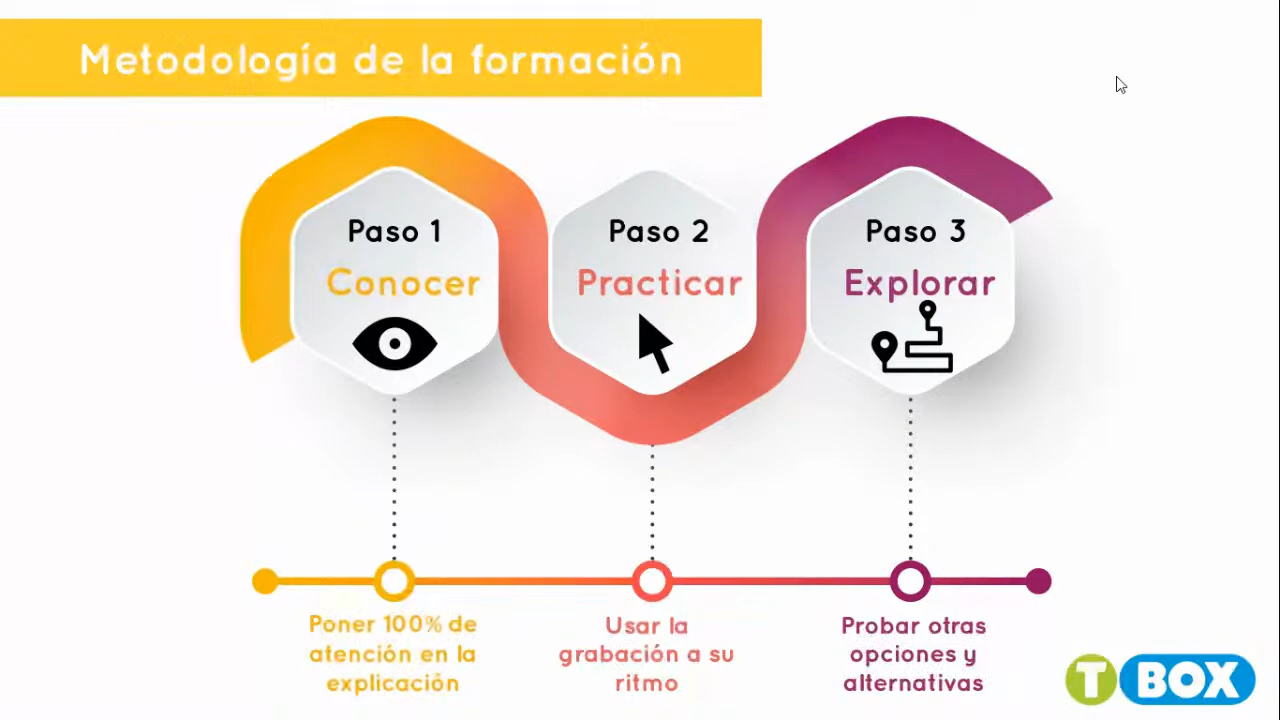 Metodología de la formación
Paso 1
Conocer
Paso 2
Practicar
Paso 3
Explorar
Poner 100% de
atención en la
explicación
Usar la
grabación a su
ritmo
Probar otras
opciones y
alternativas
T BOX